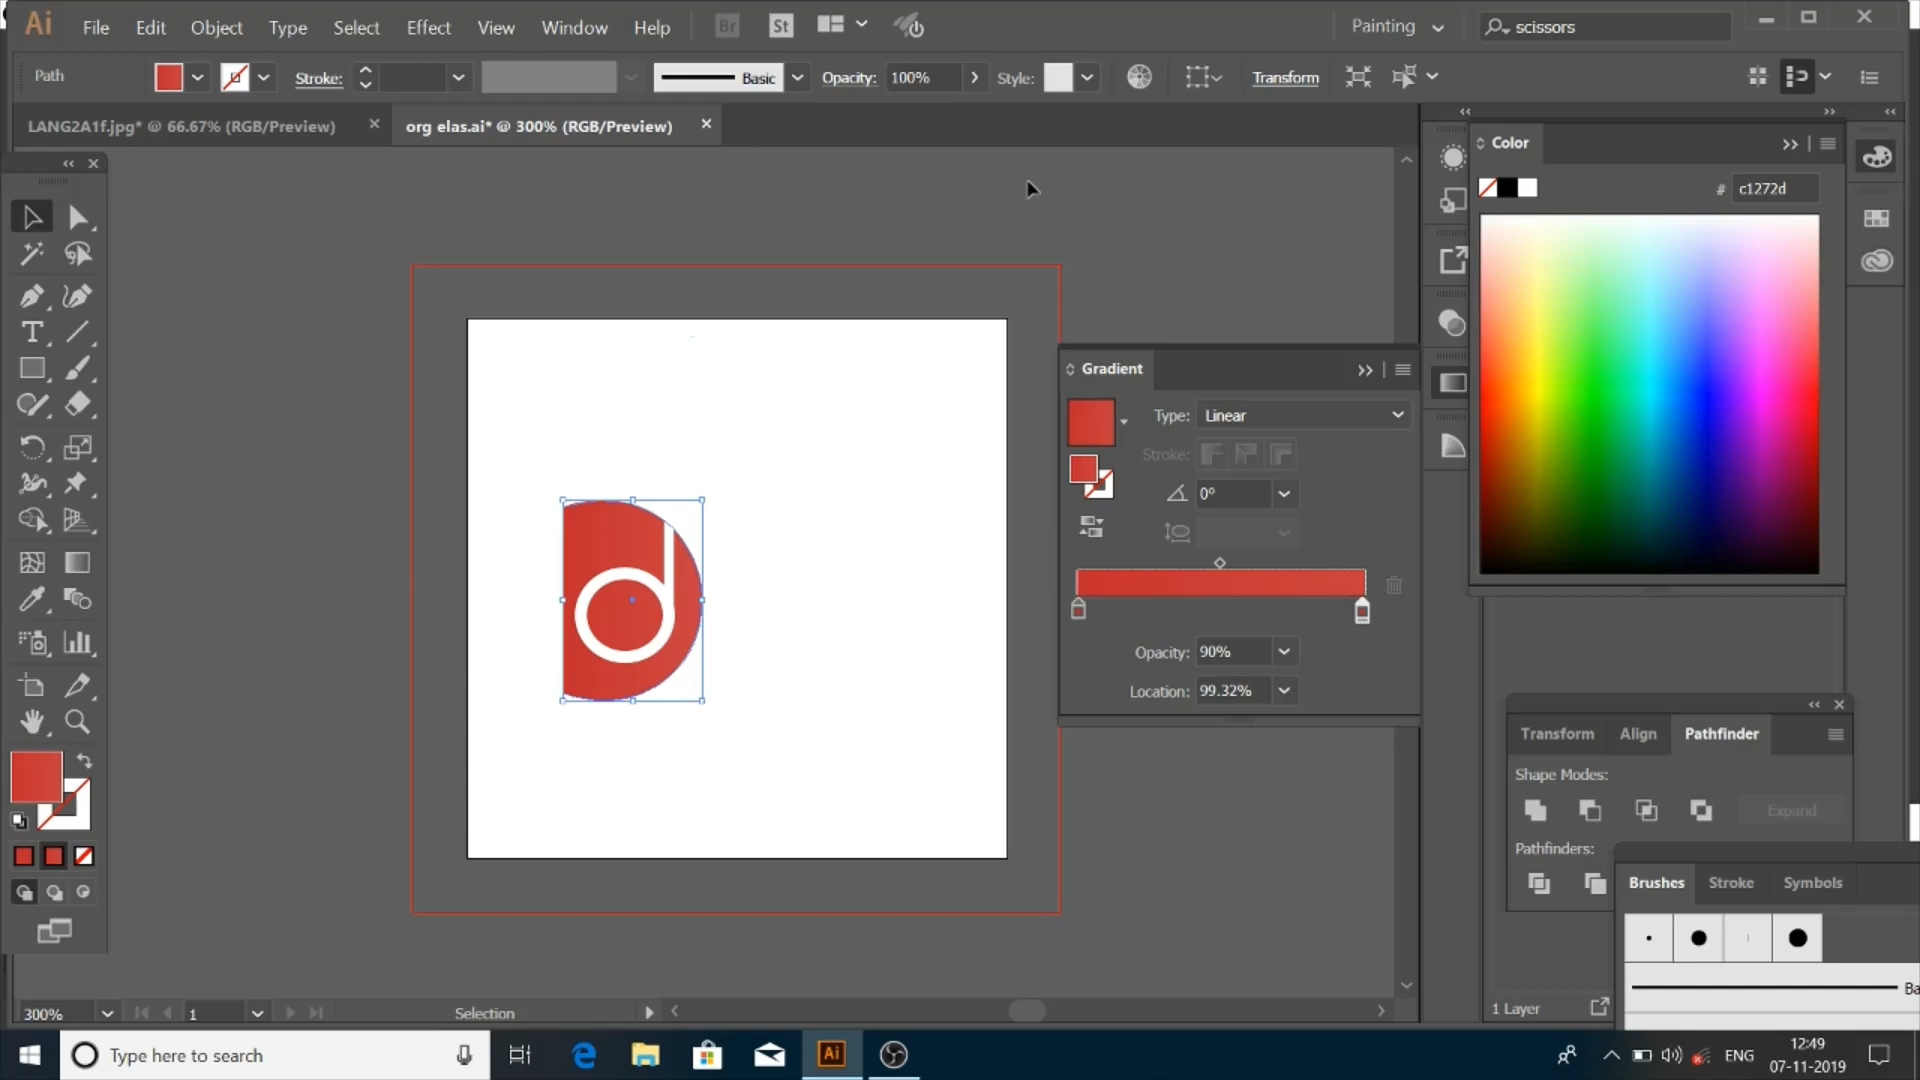 Ai File Edit Object Type Select Effect View Window Help Br St Painting scissors
Path Stroke: Basic Opacity: 100% Style: Transform
LANG2A1f.jpg* @ 66.67% (RGB/Preview) org elas.ai* @ 300% (RGB/Preview)
Color
# c1272d
Gradient
Type: Linear
Stroke:
0°
Opacity: 90%
Location: 99.32%
d
Transform Align Pathfinder
Shape Modes:
Expand
Pathfinders:
Brushes Stroke Symbols
Ba
1 Layer
300% 1 Selection
Type here to search
Ai
ENG
12:49
07-11-2019